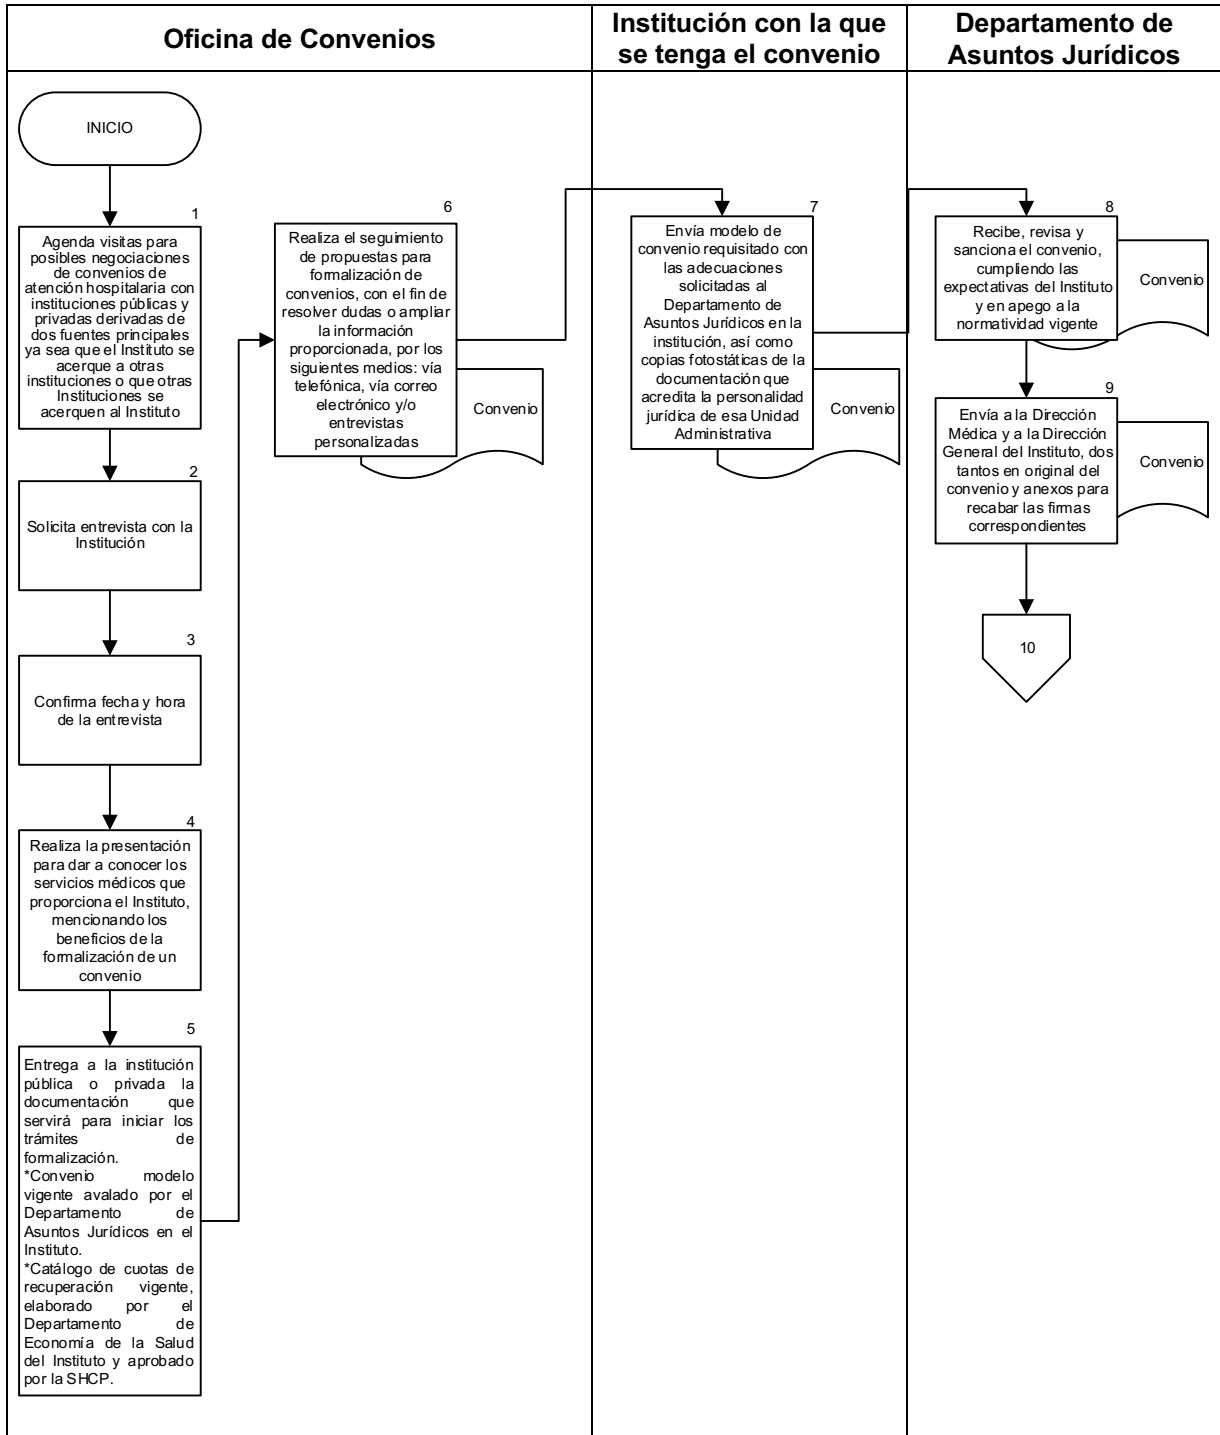 Oficina de Convenios
Institución con la que
se tenga el convenio
Departamento de
Asuntos Jurídicos
INICIO
1
Agenda visitas para
posibles negociaciones
de convenios de
atención hospitalaria con
instituciones públicas y
privadas derivadas de
dos fuentes principales
ya sea que el Instituto se
acerque a otras
instituciones o que otras
Instituciones se
acerquen al Instituto
2
Solicita entrevista con la
Institución
3
Confirma fecha y hora
de la entrevista
4
Realiza la presentación
para dar a conocer los
servicios médicos que
proporciona el Instituto,
mencionando los
beneficios de la
formalización de un
convenio
5
Entrega a la institución
pública o privada la
documentación que
servirá para iniciar los
trámites de
formalización.
*Convenio modelo
vigente avalado por el
Departamento de
Asuntos Jurídicos en el
Instituto.
*Catálogo de cuotas de
recuperación vigente,
elaborado por el
Departamento de
Economía de la Salud
del Instituto y aprobado
por la SHCP.
6
Realiza el seguimiento
de propuestas para
formalización de
convenios, con el fin de
resolver dudas o ampliar
la información
proporcionada, por los
siguientes medios: vía
telefónica, vía correo
electrónico y/o
entrevistas
personalizadas
Convenio
7
Envía modelo de
convenio requisitado con
las adecuaciones
solicitadas al
Departamento de
Asuntos Jurídicos en la
institución, así como
copias fotostáticas de la
documentación que
acredita la personalidad
jurídica de esa Unidad
Administrativa
Convenio
8
Recibe, revisa y
sanciona el convenio,
cumpliendo las
expectativas del Instituto
y en apego a la
normatividad vigente
Convenio
9
Envía a la Dirección
Médica y a la Dirección
General del Instituto, dos
tantos en original del
convenio y anexos para
recabar las firmas
correspondientes
Convenio
10